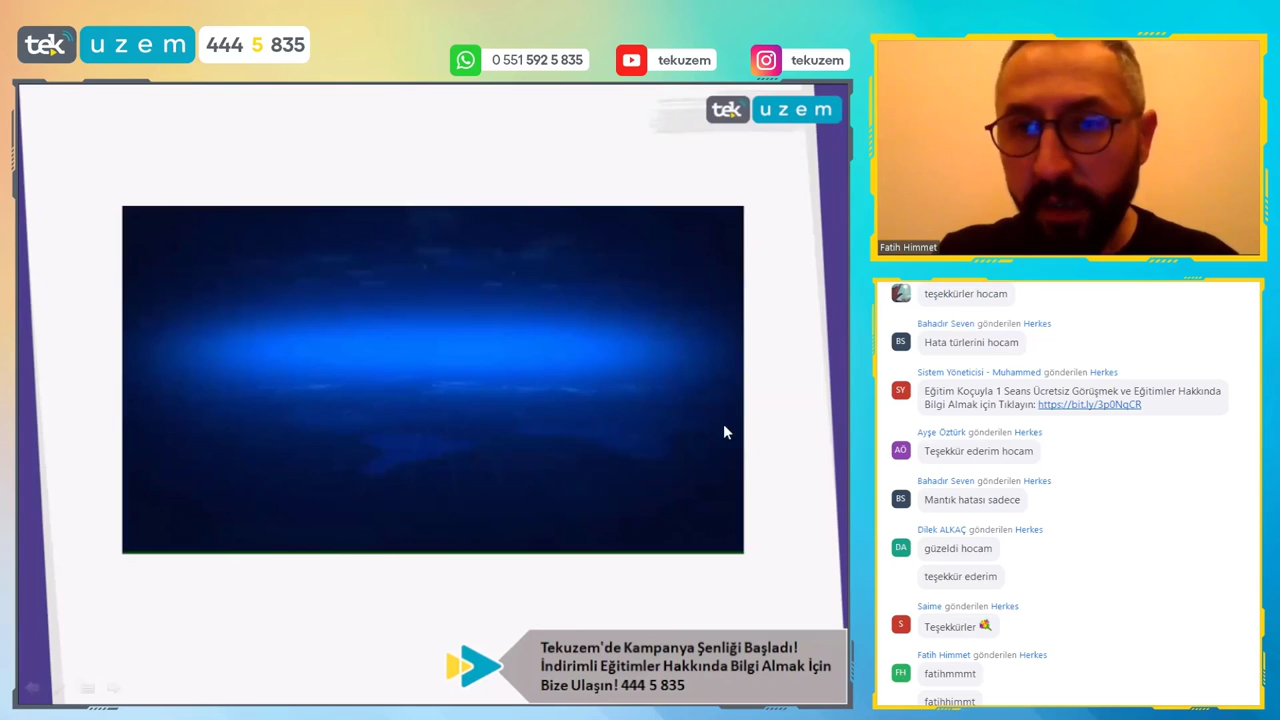 tek uzem 444 5 835
0 551 592 5 835
tekuzem
tekuzem
tek uzem
Tekuzem'de Kampanya Şenliği Başladı!
İndirimli Eğitimler Hakkında Bilgi Almak İçin
Bize Ulaşın! 444 5 835
Fatih Himmet
teşekkürler hocam
Bahadır Seven gönderilen Herkes
BS
Hata türlerini hocam
Sistem Yöneticisi - Muhammed gönderilen Herkes
SY
Eğitim Koçuyla 1 Seans Ücretsiz Görüşmek ve Eğitimler Hakkında
Bilgi Almak için Tıklayın: https://bit.ly/3p0NqCR
Ayşe Öztürk gönderilen Herkes
AÖ
Teşekkür ederim hocam
Bahadır Seven gönderilen Herkes
BS
Mantık hatası sadece
Dilek ALKAÇ gönderilen Herkes
DA
güzeldi hocam
teşekkür ederim
Saime gönderilen Herkes
S
Teşekkürler
Fatih Himmet gönderilen Herkes
FH
fatihmmmt
fatihhimmt